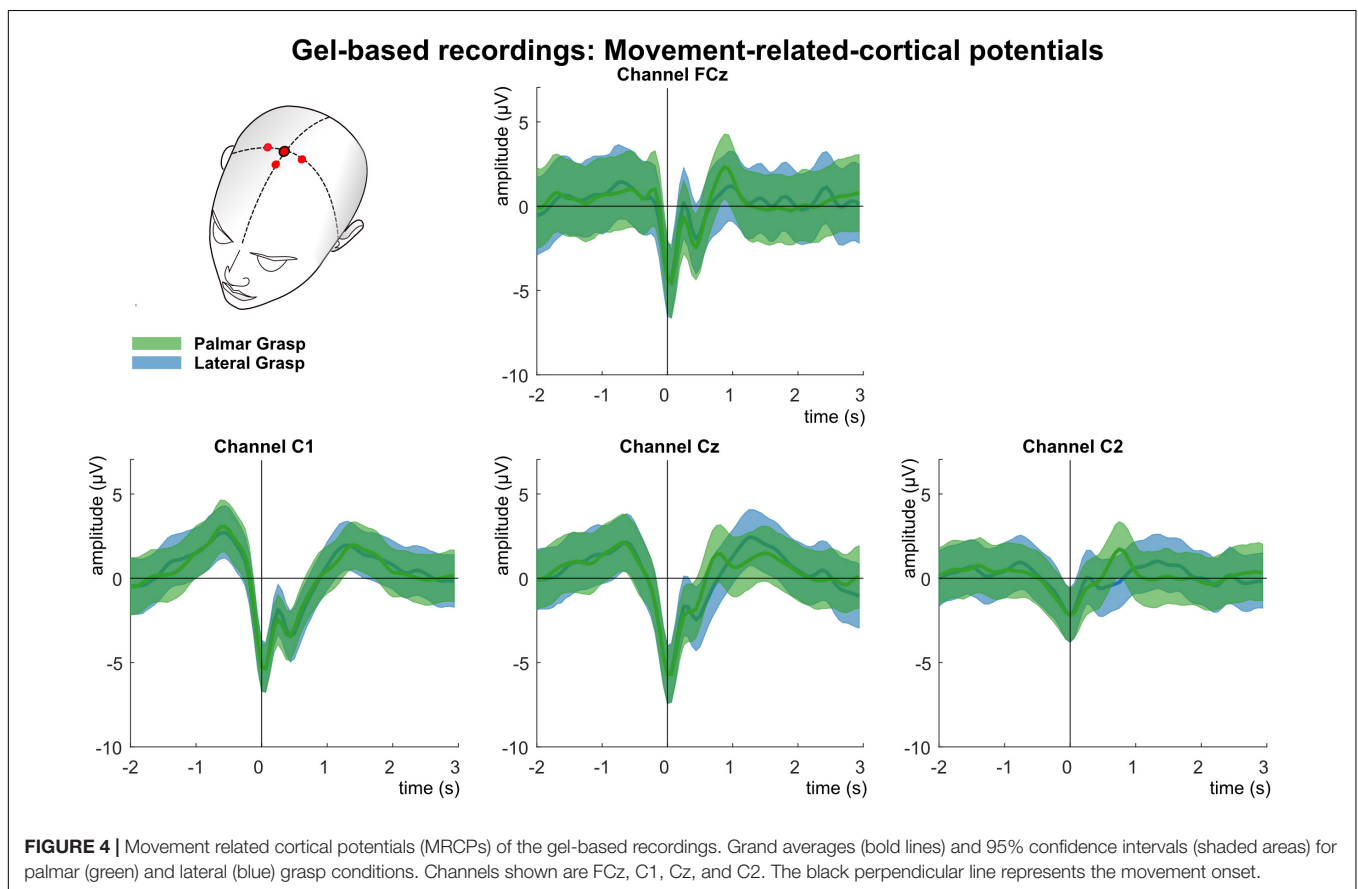 Gel-based recordings: Movement-related-cortical potentials
Channel FCz
amplitude (µV)
5
0
-5
-10
-2 -1 0 1 2 3
time (s)
Palmar Grasp
Lateral Grasp
Channel C1
amplitude (µV)
5
0
-5
-10
-2 -1 0 1 2 3
time (s)
Channel Cz
amplitude (µV)
5
0
-5
-10
-2 -1 0 1 2 3
time (s)
Channel C2
amplitude (µV)
5
0
-5
-10
-2 -1 0 1 2 3
time (s)
FIGURE 4 | Movement related cortical potentials (MRCPs) of the gel-based recordings. Grand averages (bold lines) and 95% confidence intervals (shaded areas) for
palmar (green) and lateral (blue) grasp conditions. Channels shown are FCz, C1, Cz, and C2. The black perpendicular line represents the movement onset.